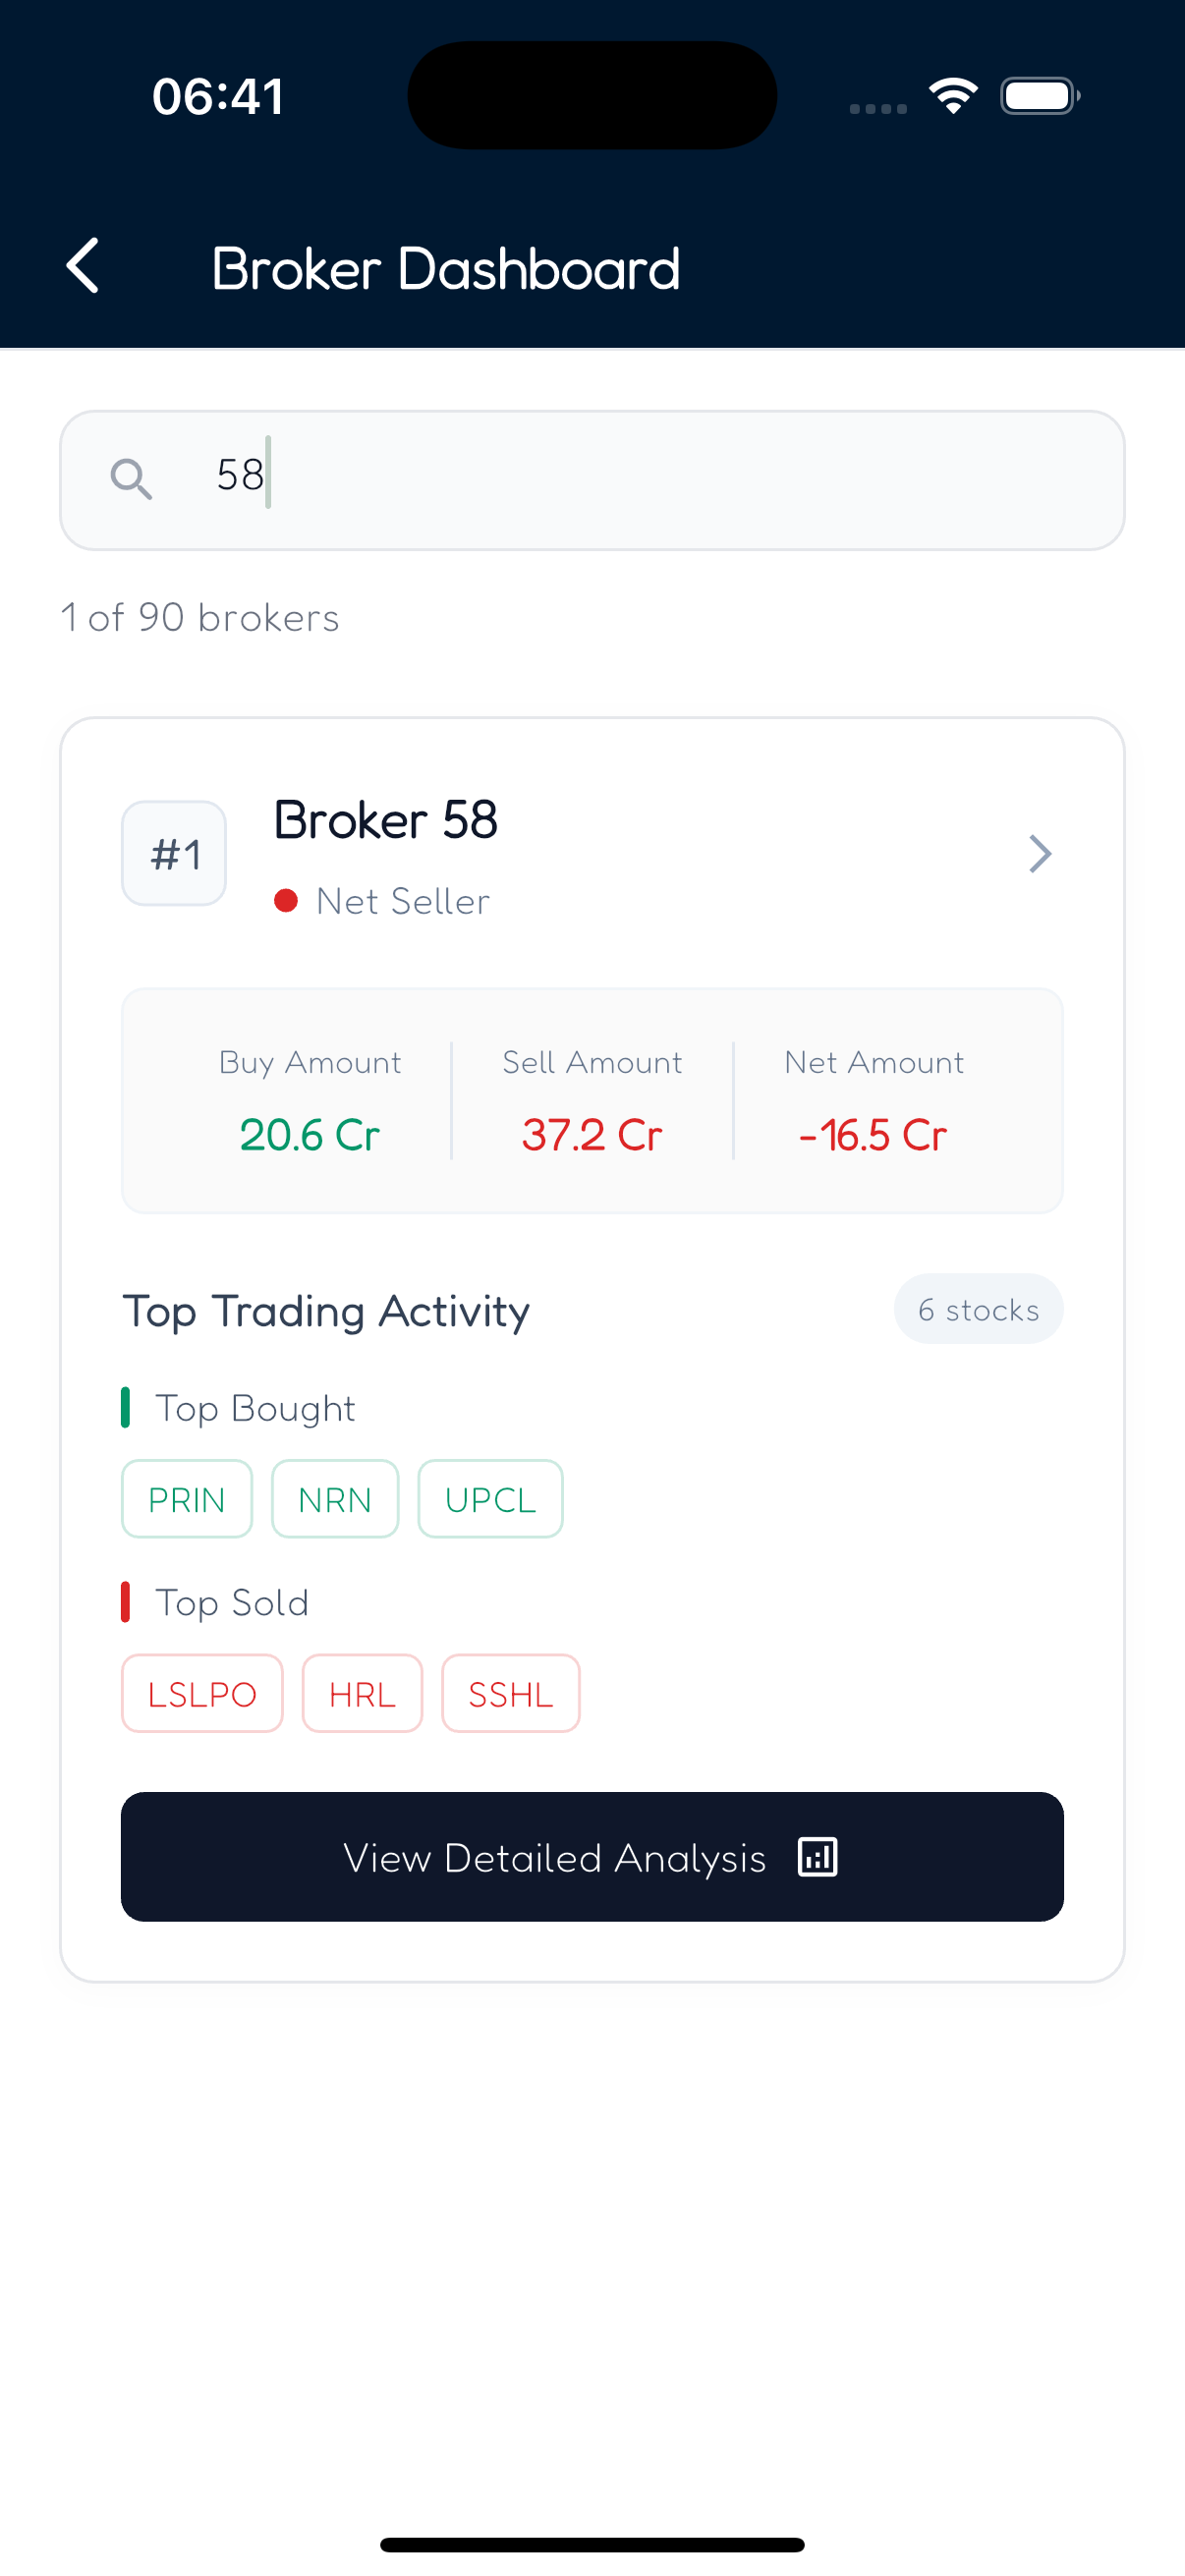 06:41
Broker Dashboard
58
1 of 90 brokers
#1
Broker 58
Net Seller
Buy Amount
Sell Amount
Net Amount
20.6 Cr
37.2 Cr
-16.5 Cr
Top Trading Activity
6 stocks
Top Bought
PRIN
NRN
UPCL
Top Sold
LSLPO
HRL
SSHL
View Detailed Analysis